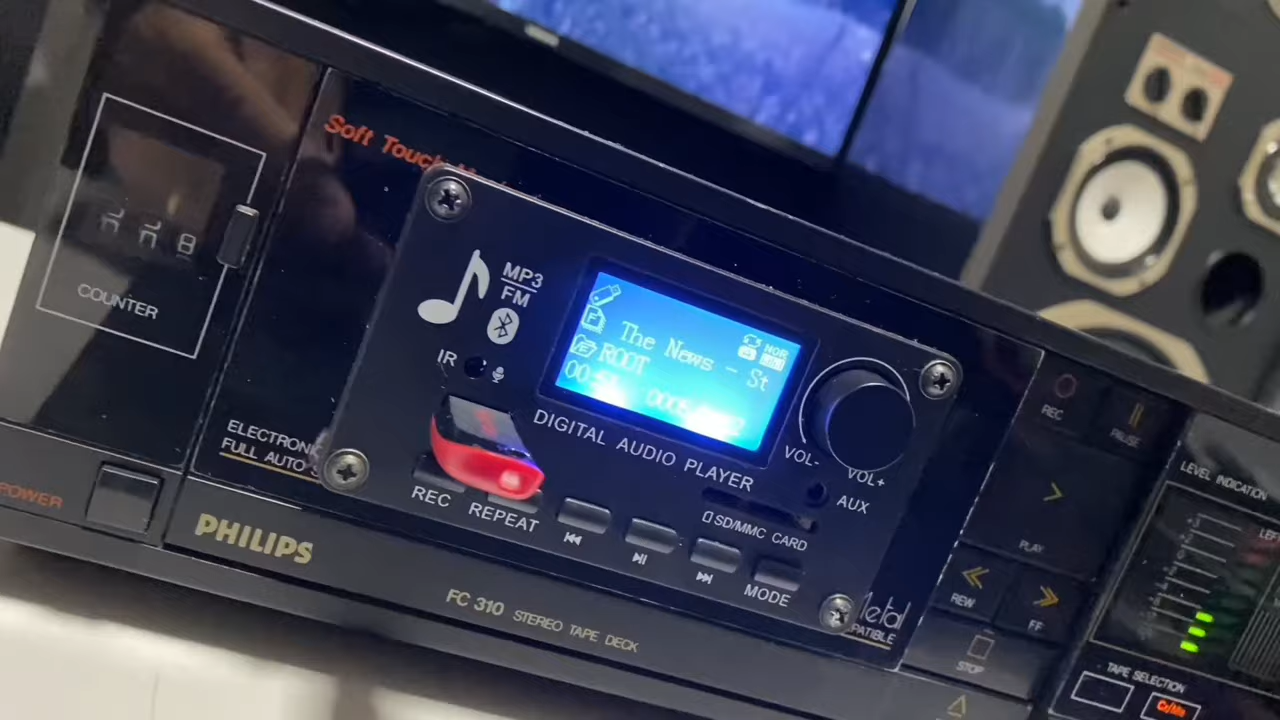 Soft Touch
COUNTER
MP3
FM
IR
The News - St
NOR
ROOT
DIGITAL AUDIO PLAYER
VOL-
VOL+
AUX
REC
REPEAT
SD/MMC CARD
MODE
ELECTRONIC
FULL AUTO S
POWER
PHILIPS
FC 310 STEREO TAPE DECK
Metal
REC
PAUSE
PLAY
REW
FF
STOP
LEVEL INDICATION
TAPE SELECTION